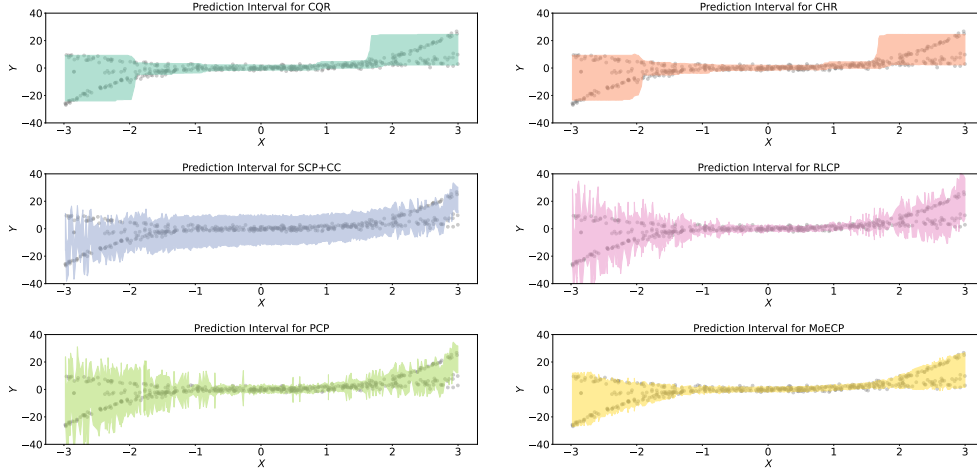 Prediction Interval for CQR
40
20
0
−20
−40
Y
−3 −2 −1 0 1 2 3
X
Prediction Interval for CHR
40
20
0
−20
−40
Y
−3 −2 −1 0 1 2 3
X
Prediction Interval for SCP+CC
40
20
0
−20
−40
Y
−3 −2 −1 0 1 2 3
X
Prediction Interval for RLCP
40
20
0
−20
−40
Y
−3 −2 −1 0 1 2 3
X
Prediction Interval for PCP
40
20
0
−20
−40
Y
−3 −2 −1 0 1 2 3
X
Prediction Interval for MoECP
40
20
0
−20
−40
Y
−3 −2 −1 0 1 2 3
X